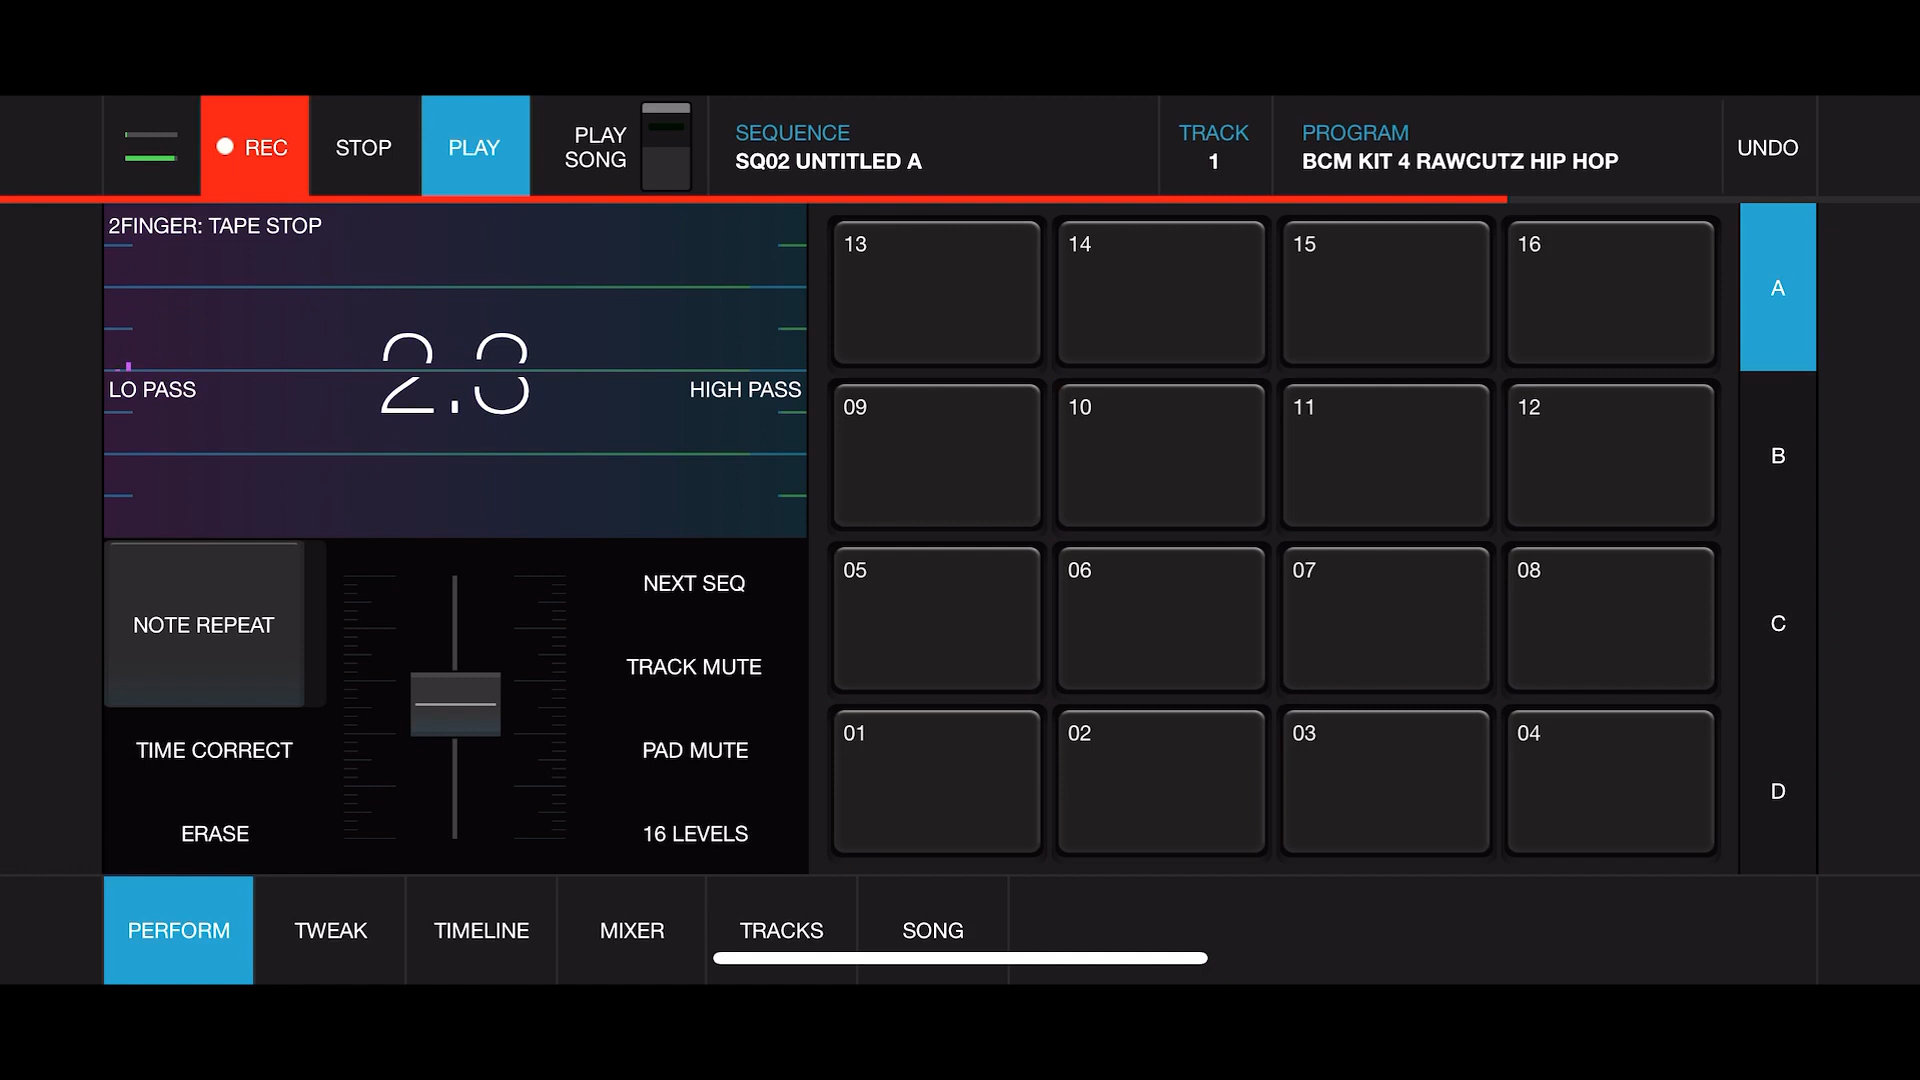 REC
STOP
PLAY
PLAY
SONG
SEQUENCE
SQ02 UNTITLED A
TRACK
1
PROGRAM
BCM KIT 4 RAWCUTZ HIP HOP
UNDO
2FINGER: TAPE STOP
2.3
LO PASS
HIGH PASS
13
14
15
16
A
09
10
11
12
B
05
06
07
08
C
01
02
03
04
D
NOTE REPEAT
TIME CORRECT
ERASE
NEXT SEQ
TRACK MUTE
PAD MUTE
16 LEVELS
PERFORM
TWEAK
TIMELINE
MIXER
TRACKS
SONG